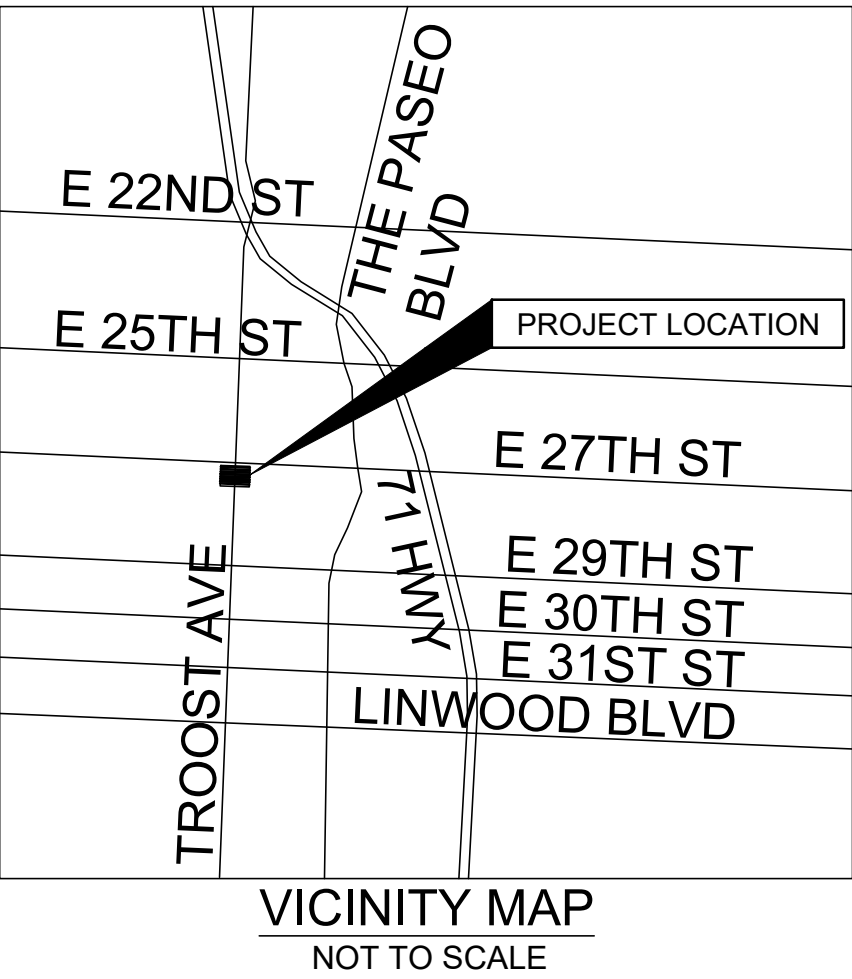 THE PASEO
BLVD
E 22ND ST
E 25TH ST
PROJECT LOCATION
E 27TH ST
71 HWY
TROOST AVE
E 29TH ST
E 30TH ST
E 31ST ST
LINWOOD BLVD
VICINITY MAP
NOT TO SCALE